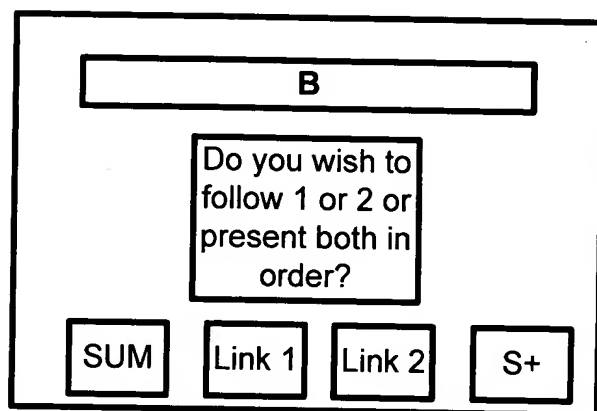 B
Do you wish to
follow 1 or 2 or
present both in
order?
SUM Link 1 Link 2 S+